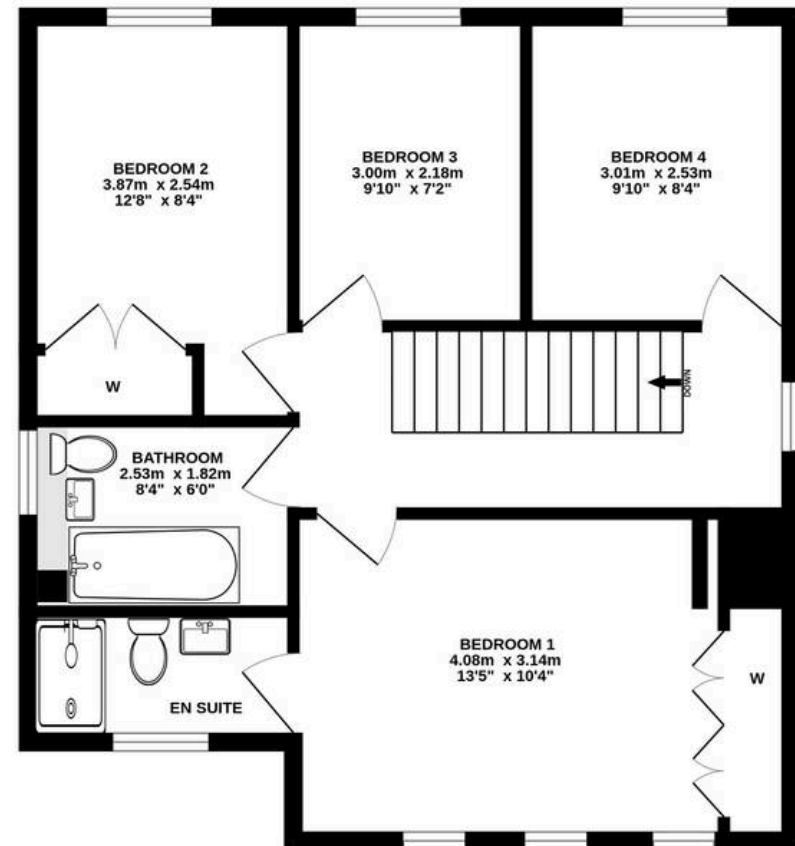 BEDROOM 2
3.87m x 2.54m
12'8" x 8'4"
BEDROOM 3
3.00m x 2.18m
9'10" x 7'2"
BEDROOM 4
3.01m x 2.53m
9'10" x 8'4"
W
DOWN
BATHROOM
2.53m x 1.82m
8'4" x 6'0"
BEDROOM 1
4.08m x 3.14m
13'5" x 10'4"
W
EN SUITE